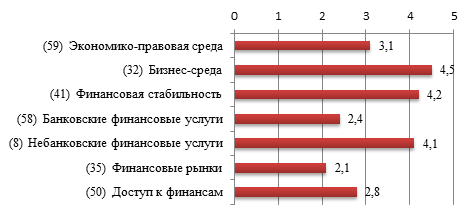 0 1 2 3 4 5
(59) Экономико-правовая среда 3,1
(32) Бизнес-среда 4,5
(41) Финансовая стабильность 4,2
(58) Банковские финансовые услуги 2,4
(8) Небанковские финансовые услуги 4,1
(35) Финансовые рынки 2,1
(50) Доступ к финансам 2,8